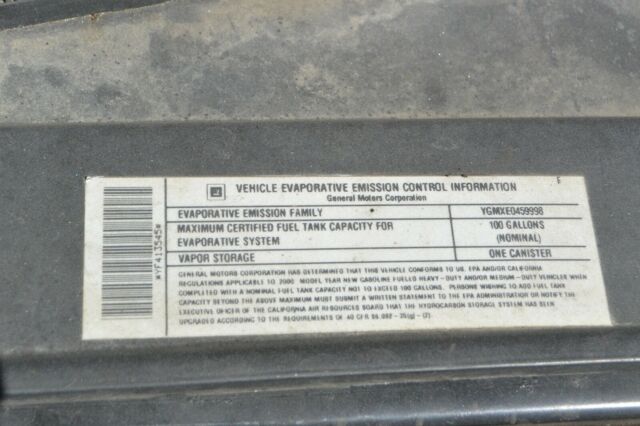 VEHICLE EVAPORATIVE EMISSION CONTROL INFORMATION
General Motors Corporation
EVAPORATIVE EMISSION FAMILY YGMXE0459998
MAXIMUM CERTIFIED FUEL TANK CAPACITY FOR EVAPORATIVE SYSTEM 100 GALLONS (NOMINAL)
VAPOR STORAGE ONE CANISTER
GENERAL MOTORS CORPORATION HAS DETERMINED THAT THIS VEHICLE CONFORMS TO US. EPA AND/OR CALIFORNIA
REGULATIONS APPLICABLE TO 2000 MODEL YEAR NEW GASOLINE FUELED HEAVY-DUTY AND/OR MEDIUM-DUTY VEHICLES WHEN
COMPLETED WITH A NOMINAL FUEL TANK CAPACITY NOT TO EXCEED 100 GALLONS. PERSONS WISHING TO ADD FUEL TANK
CAPACITY BEYOND THE ABOVE MAXIMUM MUST SUBMIT A WRITTEN STATEMENT TO THE EPA ADMINISTRATION OR NOTIFY THE
EXECUTIVE OFFICER OF THE CALIFORNIA AIR RESOURCES BOARD THAT THE HYDROCARBON STORAGE SYSTEM HAS BEEN
UPGRADED ACCORDING TO THE REQUIREMENTS OF 40 CFR
*YF413545*